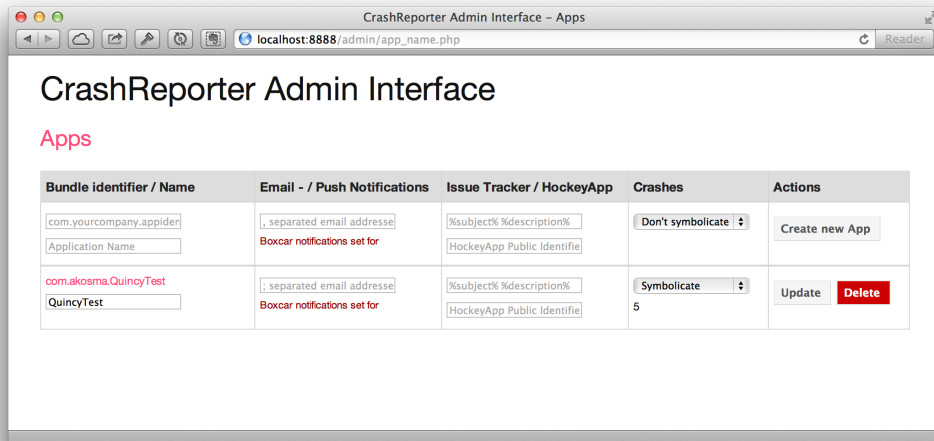 CrashReporter Admin Interface – Apps
localhost:8888/admin/app_name.php
Reader
CrashReporter Admin Interface
Apps
Bundle identifier / Name Email - / Push Notifications Issue Tracker / HockeyApp Crashes Actions
com.yourcompany.appiden , separated email addresse %subject% %description% Don't symbolicate Create new App
Boxcar notifications set for
Application Name HockeyApp Public Identifie
com.akosma.QuincyTest ; separated email addresse %subject% %description% Symbolicate Update Delete
QuincyTest Boxcar notifications set for HockeyApp Public Identifie 5